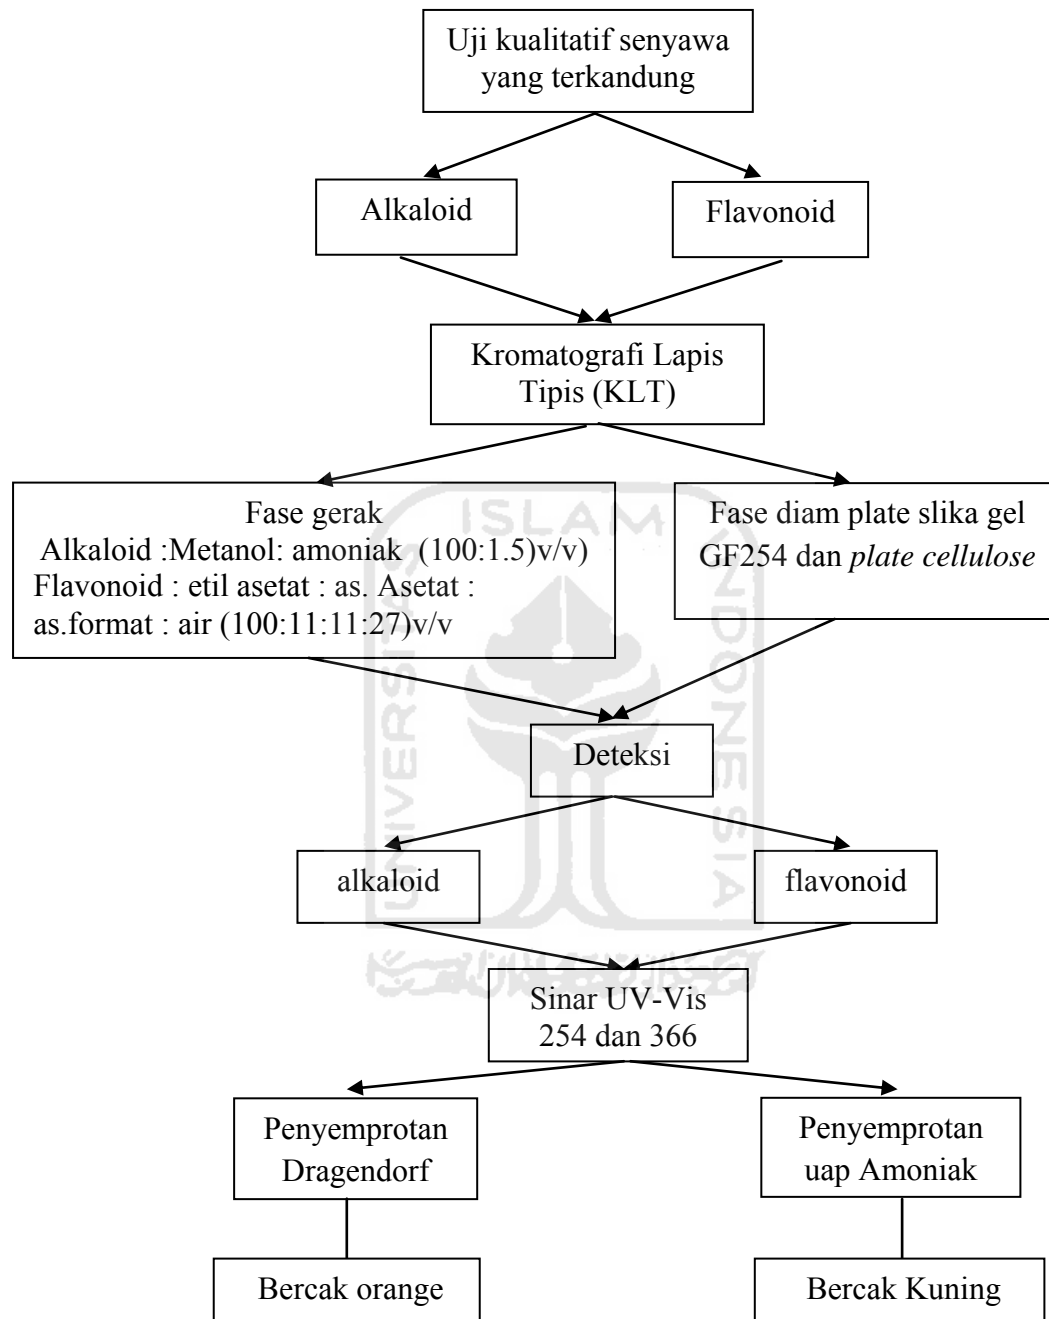 Uji kualitatif senyawa
yang terkandung
Alkaloid
Flavonoid
Kromatografi Lapis
Tipis (KLT)
Fase gerak
Alkaloid :Metanol: amoniak (100:1.5)v/v)
Flavonoid : etil asetat : as. Asetat :
as.format : air (100:11:11:27)v/v
Fase diam plate slika gel
GF254 dan plate cellulose
Deteksi
alkaloid
flavonoid
Sinar UV-Vis
254 dan 366
Penyemprotan
Dragendorf
Penyemprotan
uap Amoniak
Bercak orange
Bercak Kuning
ISLAM
UNIVERSITAS
INDONESIA